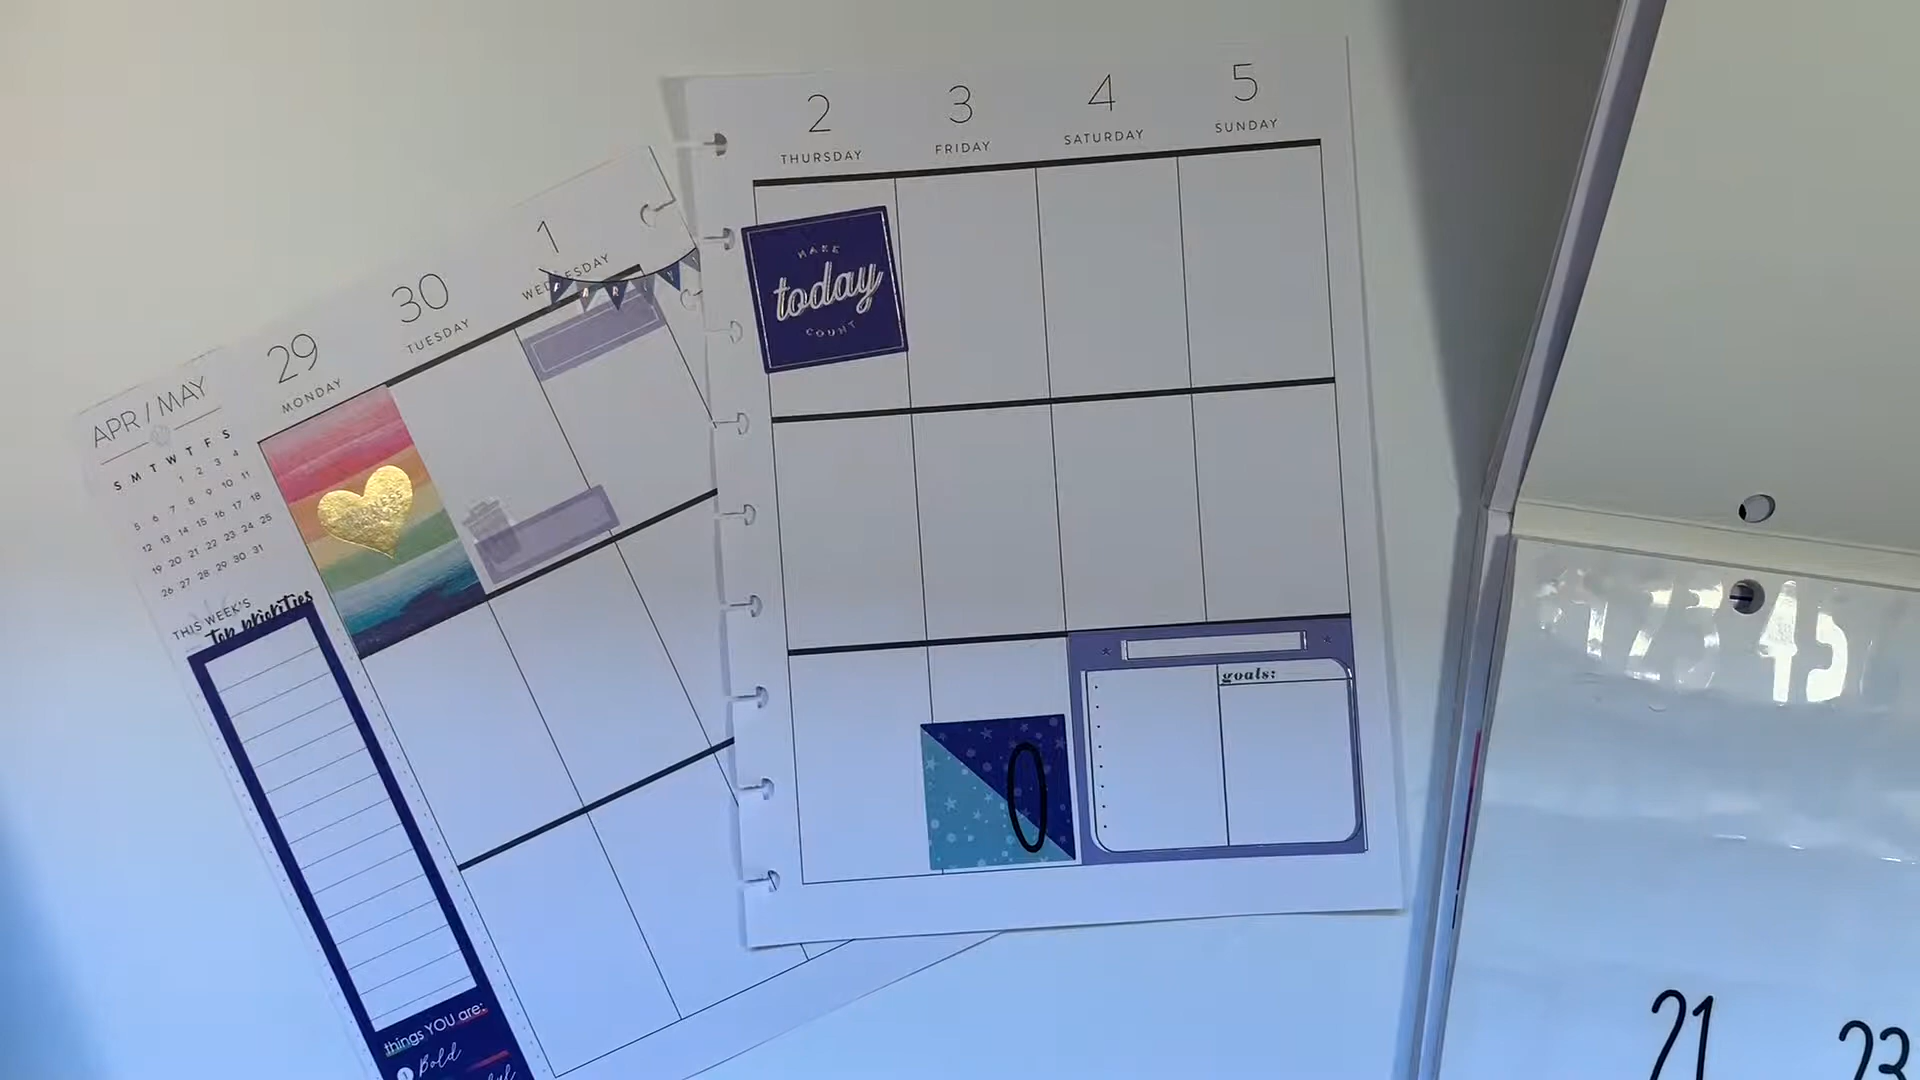 APR / MAY
S M T W T F S
1 2 3 4
5 6 7 8 9 10 11
12 13 14 15 16 17 18
19 20 21 22 23 24 25
26 27 28 29 30 31
THIS WEEK'S
top priorities
things YOU are:
1 Bold
29
MONDAY
30
TUESDAY
1
WEDNESDAY
2
THURSDAY
3
FRIDAY
4
SATURDAY
5
SUNDAY
MAKE
today
COUNT
goals:
0
12345
21 23